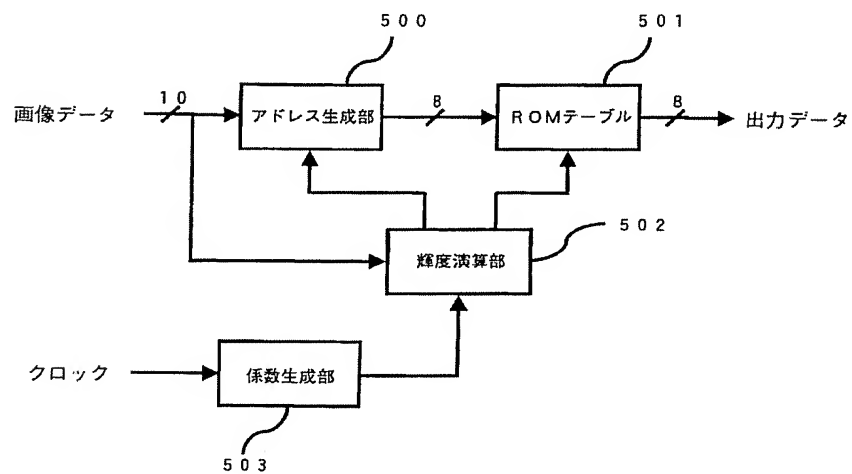 500
501
画像データ
10
アドレス生成部
8
ROMテーブル
8
出力データ
502
輝度演算部
クロック
係数生成部
503